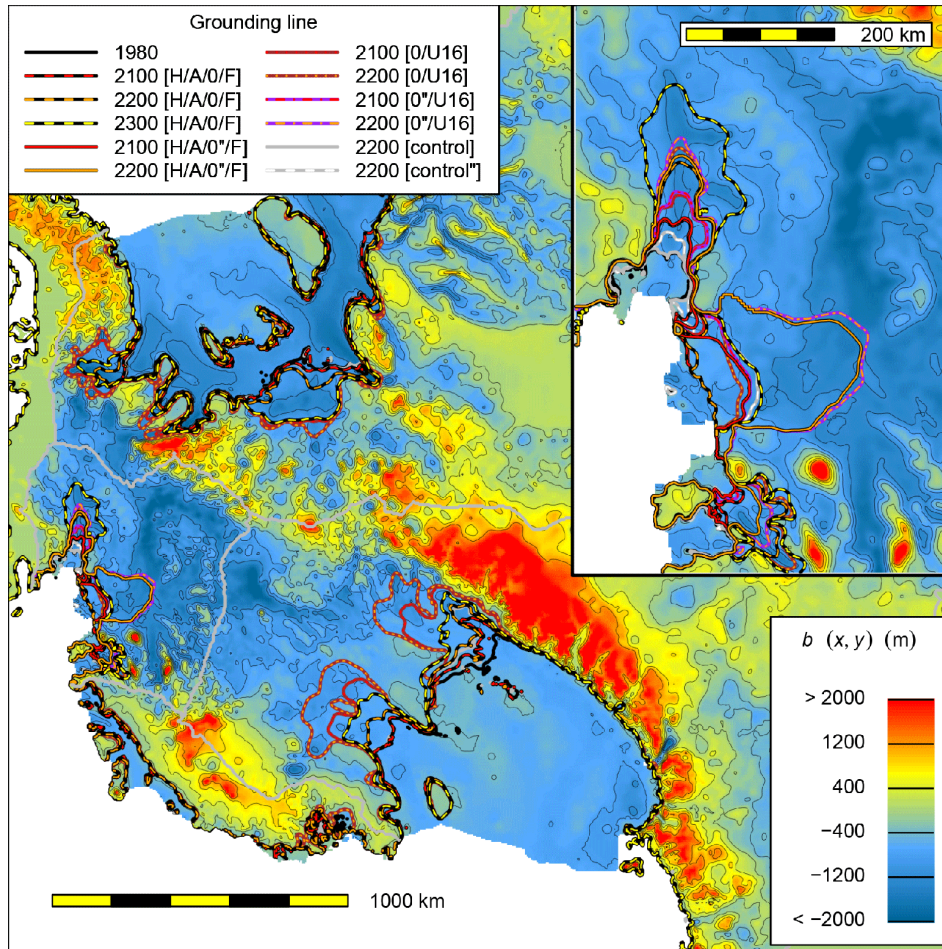 Grounding line
1980
2100 [H/A/0/F]
2200 [H/A/0/F]
2300 [H/A/0/F]
2100 [H/A/0"/F]
2200 [H/A/0"/F]
2100 [0/U16]
2200 [0/U16]
2100 [0"/U16]
2200 [0"/U16]
2200 [control]
2200 [control"]
200 km
b (x, y) (m)
> 2000
1200
400
−400
−1200
< −2000
1000 km